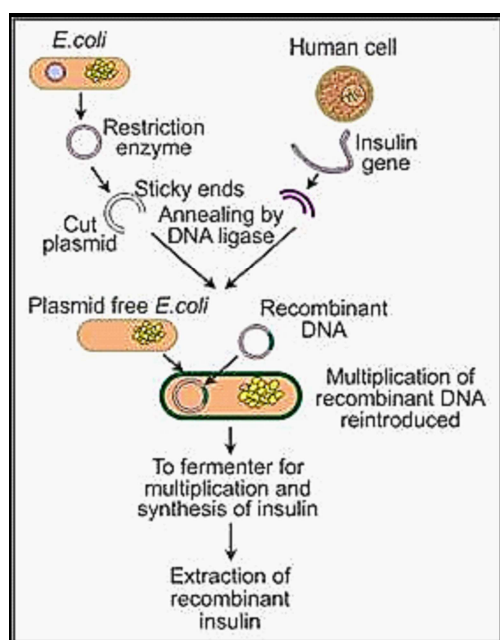 E.coli
Human cell
Restriction
enzyme
Insulin
gene
Sticky ends
Cut
plasmid
Annealing by
DNA ligase
Plasmid free E.coli
Recombinant
DNA
Multiplication of
recombinant DNA
reintroduced
To fermenter for
multiplication and
synthesis of insulin
Extraction of
recombinant
insulin